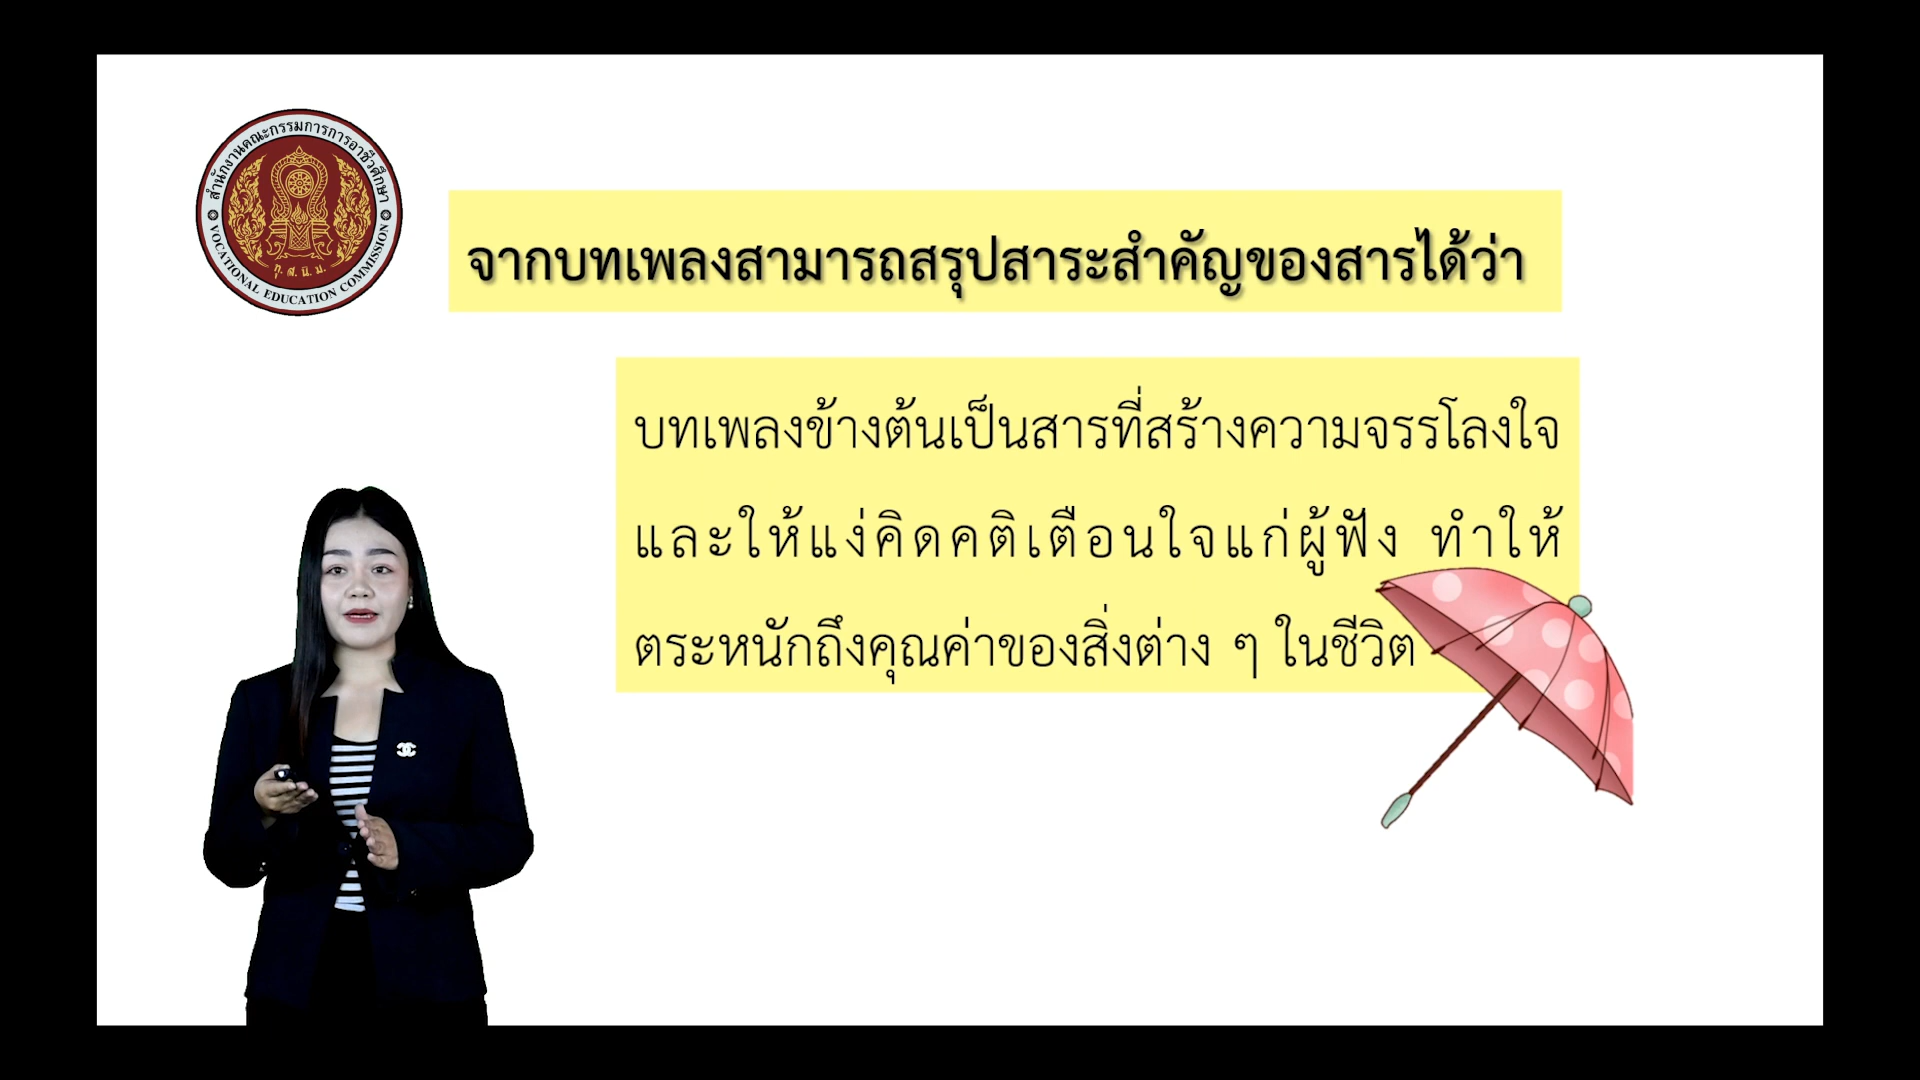 สำนักงานคณะกรรมการการอาชีวศึกษา
ทุ. ส. นิ. ม.
VOCATIONAL EDUCATION COMMISSION
จากบทเพลงสามารถสรุปสาระสำคัญของสารได้ว่า
บทเพลงข้างต้นเป็นสารที่สร้างความจรรโลงใจ
และให้แง่คิดคติเตือนใจแก่ผู้ฟัง ทำให้
ตระหนักถึงคุณค่าของสิ่งต่าง ๆ ในชีวิต